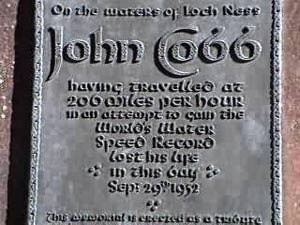 On the waters of Loch Ness
John Cobb
having travelled at
206 miles per hour
in an attempt to gain the
World's Water
Speed Record
lost his life
in this bay
Sept 29th 1952
This memorial is erected as a tribute